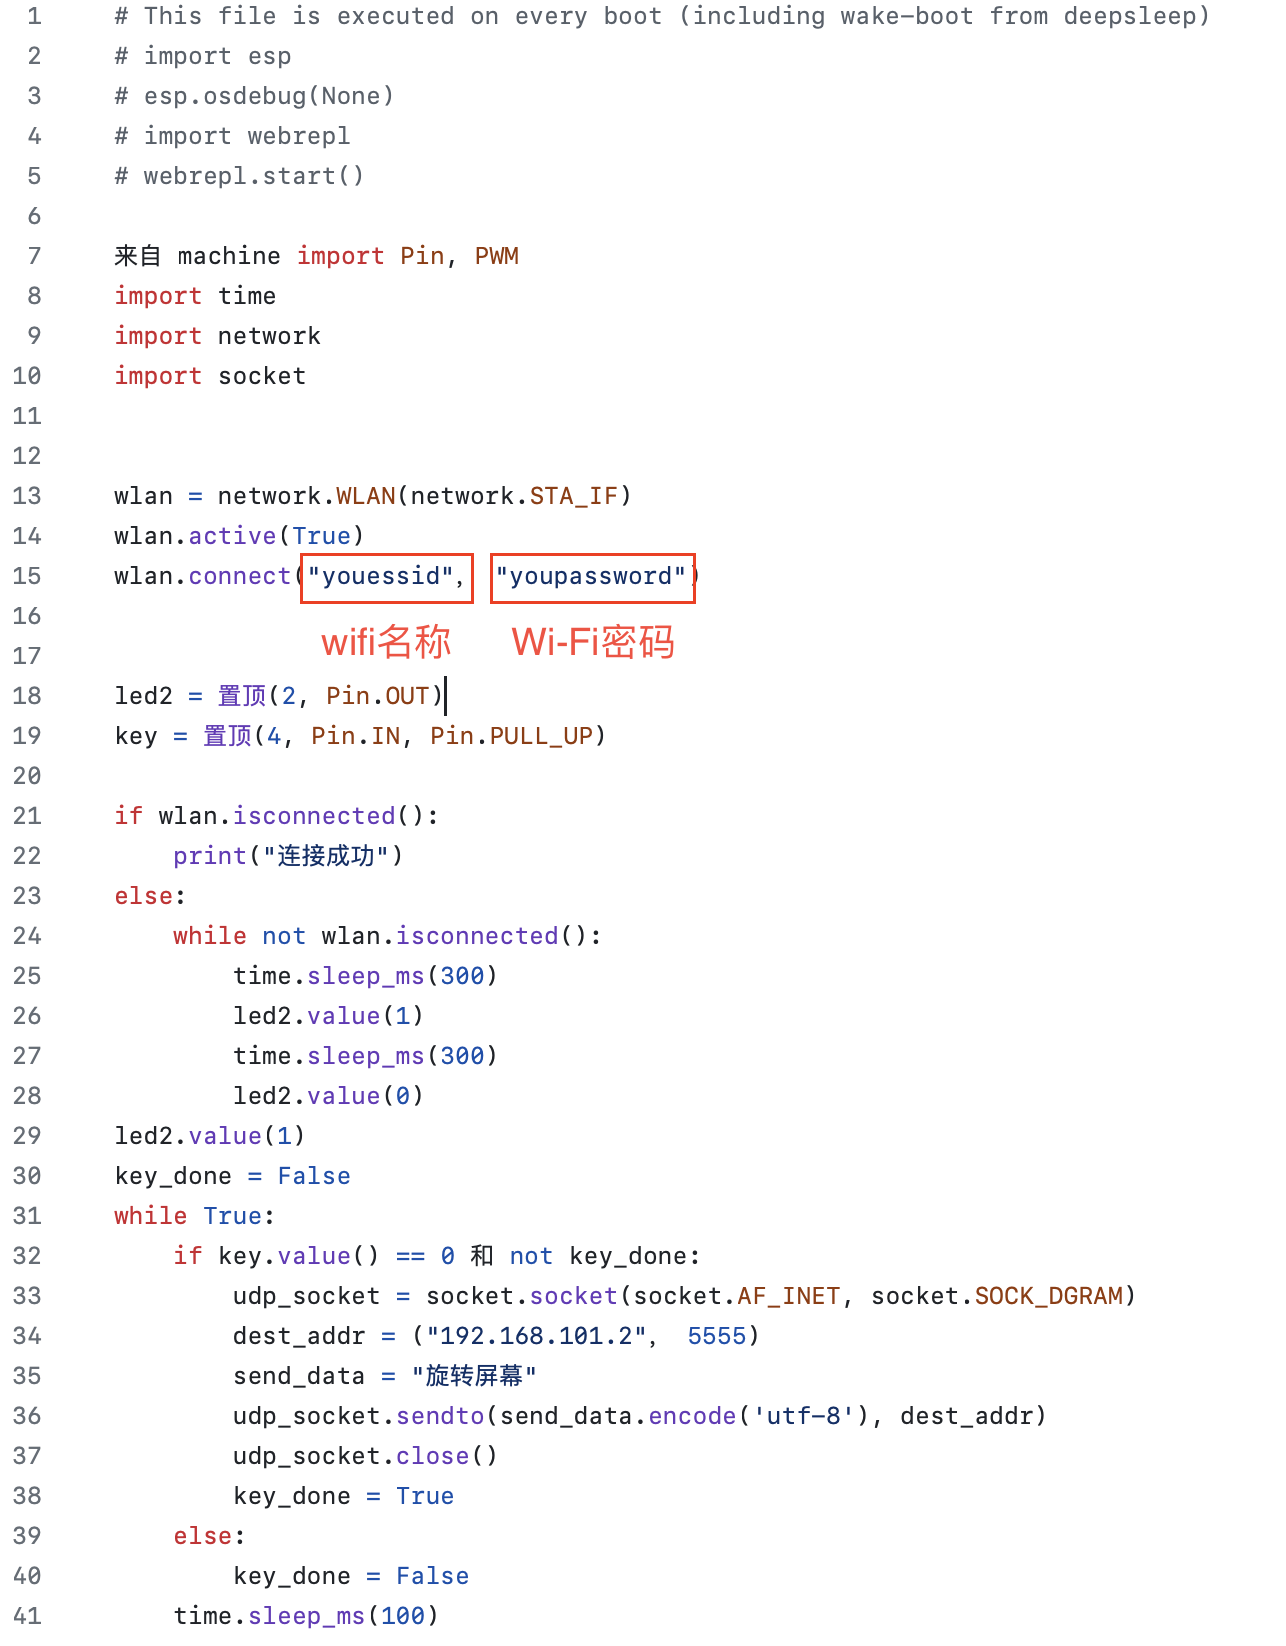 1 # This file is executed on every boot (including wake-boot from deepsleep)
2 # import esp
3 # esp.osdebug(None)
4 # import webrepl
5 # webrepl.start()
6
7 来自 machine import Pin, PWM
8 import time
9 import network
10 import socket
11
12
13 wlan = network.WLAN(network.STA_IF)
14 wlan.active(True)
15 wlan.connect("youessid", "youpassword")
16
wifi名称 Wi-Fi密码
17
18 led2 = 置顶(2, Pin.OUT)
19 key = 置顶(4, Pin.IN, Pin.PULL_UP)
20
21 if wlan.isconnected():
22     print("连接成功")
23 else:
24     while not wlan.isconnected():
25         time.sleep_ms(300)
26         led2.value(1)
27         time.sleep_ms(300)
28         led2.value(0)
29 led2.value(1)
30 key_done = False
31 while True:
32     if key.value() == 0 和 not key_done:
33         udp_socket = socket.socket(socket.AF_INET, socket.SOCK_DGRAM)
34         dest_addr = ("192.168.101.2", 5555)
35         send_data = "旋转屏幕"
36         udp_socket.sendto(send_data.encode('utf-8'), dest_addr)
37         udp_socket.close()
38         key_done = True
39     else:
40         key_done = False
41     time.sleep_ms(100)